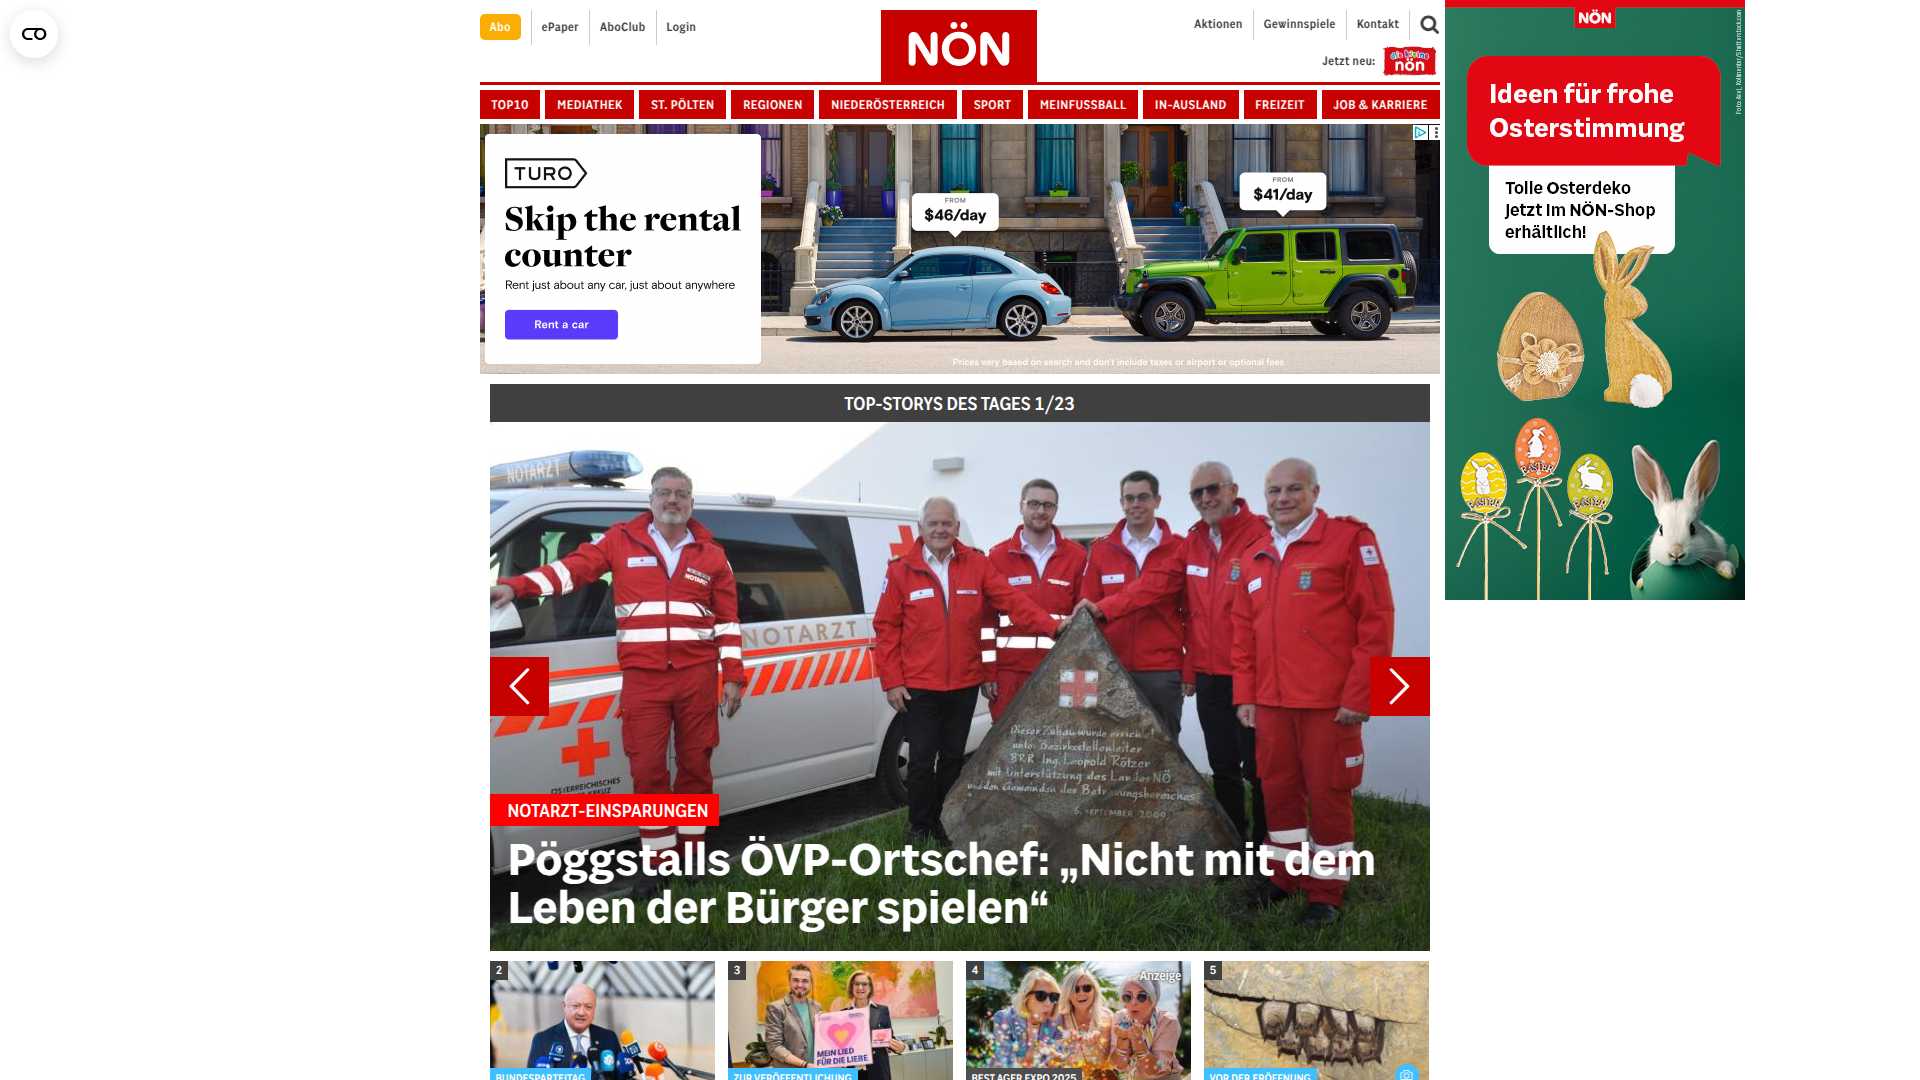 CO
Abo
ePaper
AboClub
Login
NÖN
Aktionen
Gewinnspiele
Kontakt
Jetzt neu:
die kleine
nön
TOP10
MEDIATHEK
ST. PÖLTEN
REGIONEN
NIEDERÖSTERREICH
SPORT
MEINFUSSBALL
IN-AUSLAND
FREIZEIT
JOB & KARRIERE
TURO
Skip the rental
counter
Rent just about any car, just about anywhere
Rent a car
FROM
$46/day
FROM
$41/day
Prices vary based on search and don't include taxes or airport or optional fees
NÖN
Ideen für frohe
Osterstimmung
Tolle Osterdeko
jetzt im NÖN-Shop
erhältlich!
EASTER
EASTER
EASTER
TOP-STORYS DES TAGES 1/23
NOTARZT
NOTARZT
NOTARZT
Dieser Zubau wurde erricht
unter Bezirksstellenleiter
BRR Ing. Leopold Rötzer
mit Unterstützung des Landes NÖ
und den Gemeinden des Betreuungsbereiches
6. SEPTEMBER 2009
NOTARZT-EINSPARUNGEN
Pöggstalls ÖVP-Ortschef: „Nicht mit dem
Leben der Bürger spielen“
2
BUNDESPARTEITAG
3
MEIN LIED
FÜR DIE LIEBE
ZUR VERÖFFENTLICHUNG
4
Anzeige
BEST AGER EXPO 2025
5
VOR DER ERÖFFNUNG